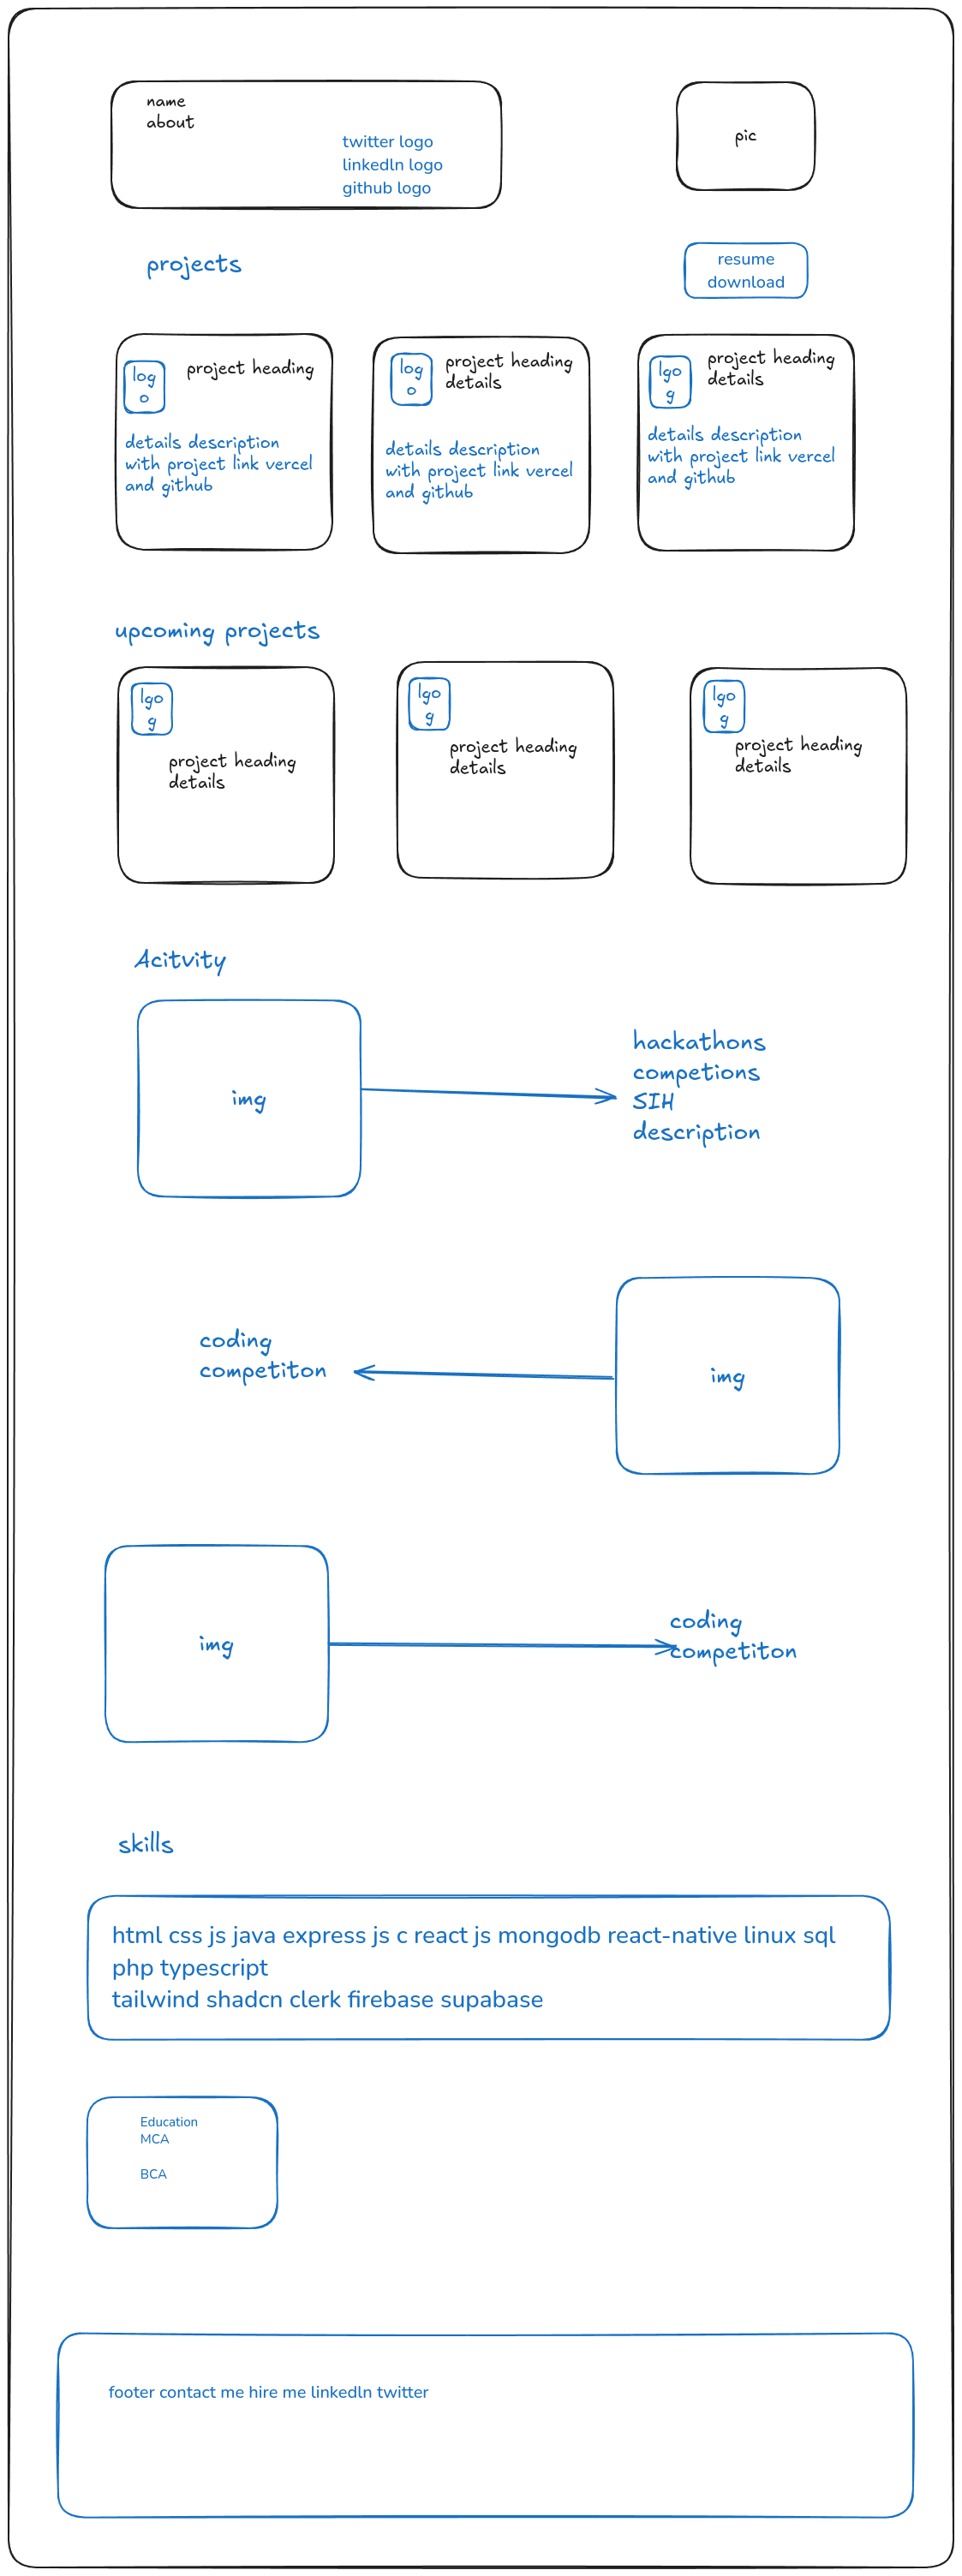 name
about
twitter logo
linkedln logo
github logo
pic
projects
resume
download
log
o
project heading
details description
with project link vercel
and github
log
o
project heading
details
details description
with project link vercel
and github
lgo
g
project heading
details
details description
with project link vercel
and github
upcoming projects
lgo
g
project heading
details
lgo
g
project heading
details
lgo
g
project heading
details
Acitvity
img
hackathons
competions
SIH
description
coding
competiton
img
img
coding
competiton
skills
html css js java express js c react js mongodb react-native linux sql
php typescript
tailwind shadcn clerk firebase supabase
Education
MCA
BCA
footer contact me hire me linkedln twitter